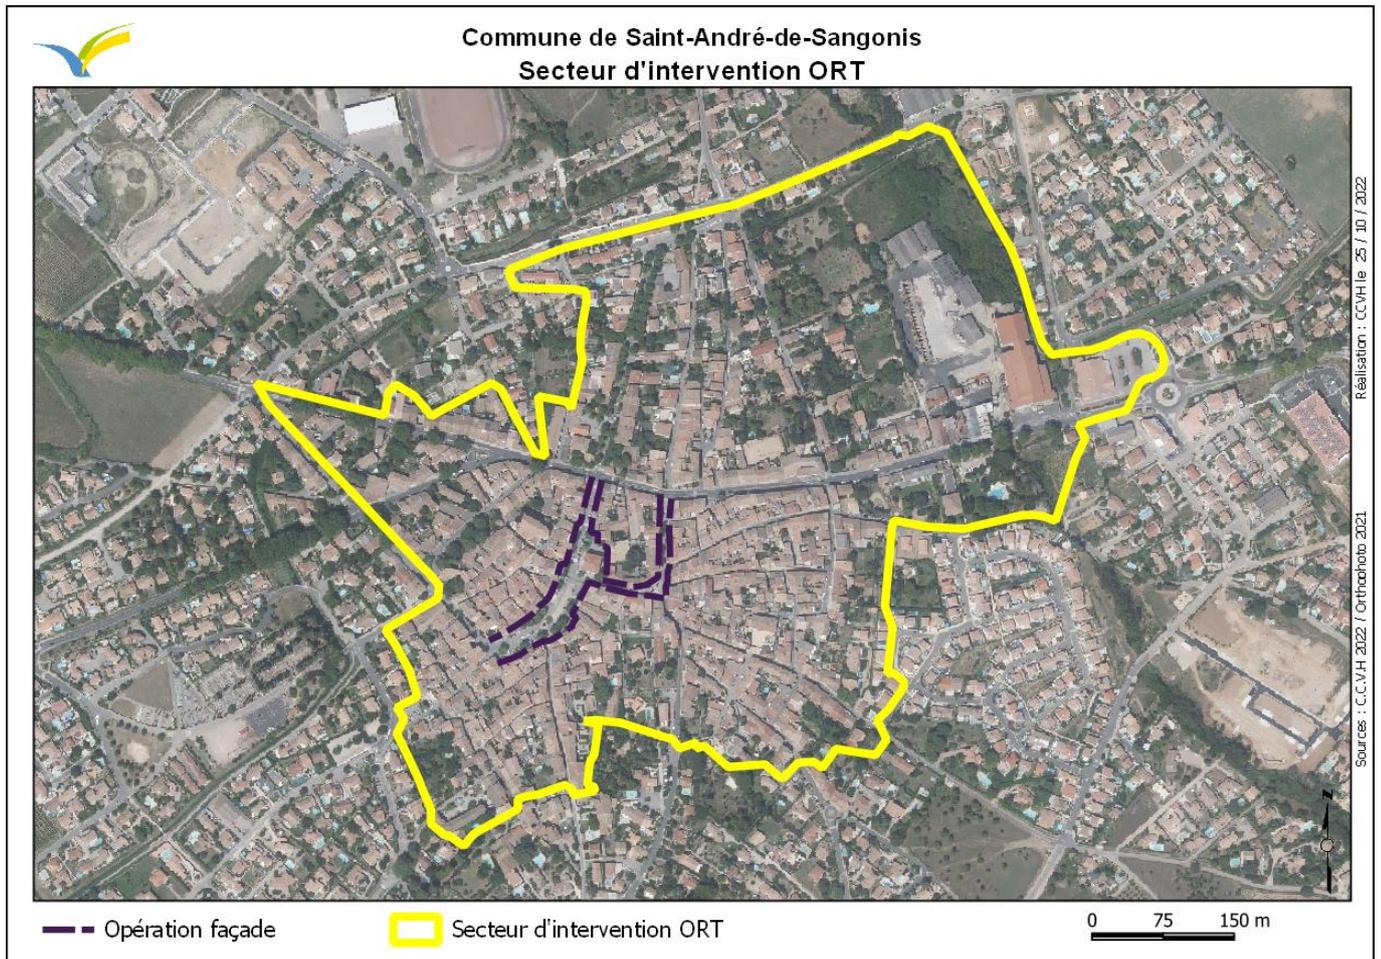 Commune de Saint-André-de-Sangonis
Secteur d'intervention ORT
Réalisation : CCVH le 25 / 10 / 2022
Sources : C.C.V.H 2022 / Orthophoto 2021
N
Opération façade
Secteur d'intervention ORT
0 75 150 m